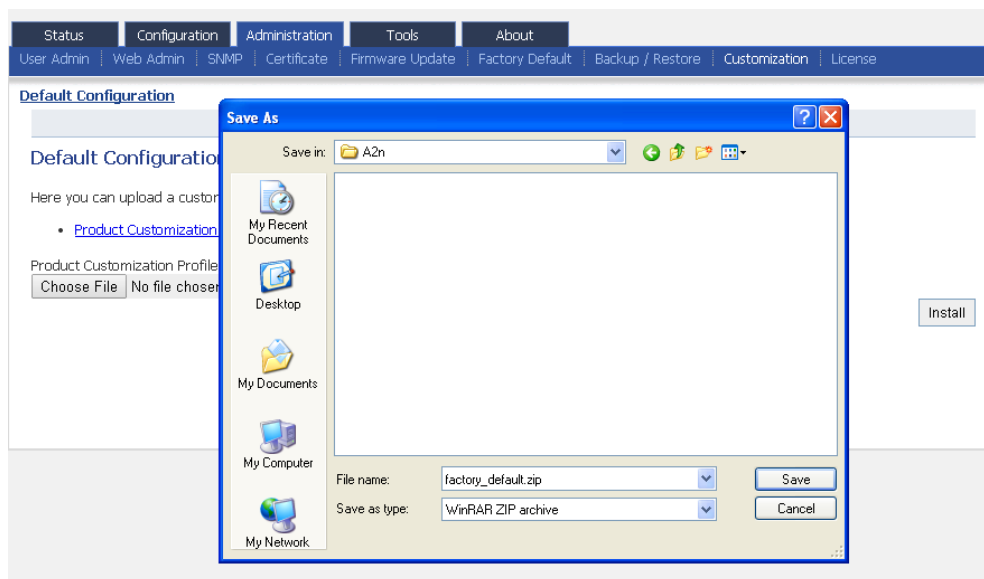 Status Configuration Administration Tools About
User Admin Web Admin SNMP Certificate Firmware Update Factory Default Backup / Restore Customization License
Default Configuration
Save As
Save in: A2n
Default Configuratio
Here you can upload a custor
Product Customization
Product Customization Profile
Choose File No file choser
My Recent
Documents
Desktop
My Documents
My Computer
My Network
Install
File name: factory_default.zip Save
Save as type: WinRAR ZIP archive Cancel